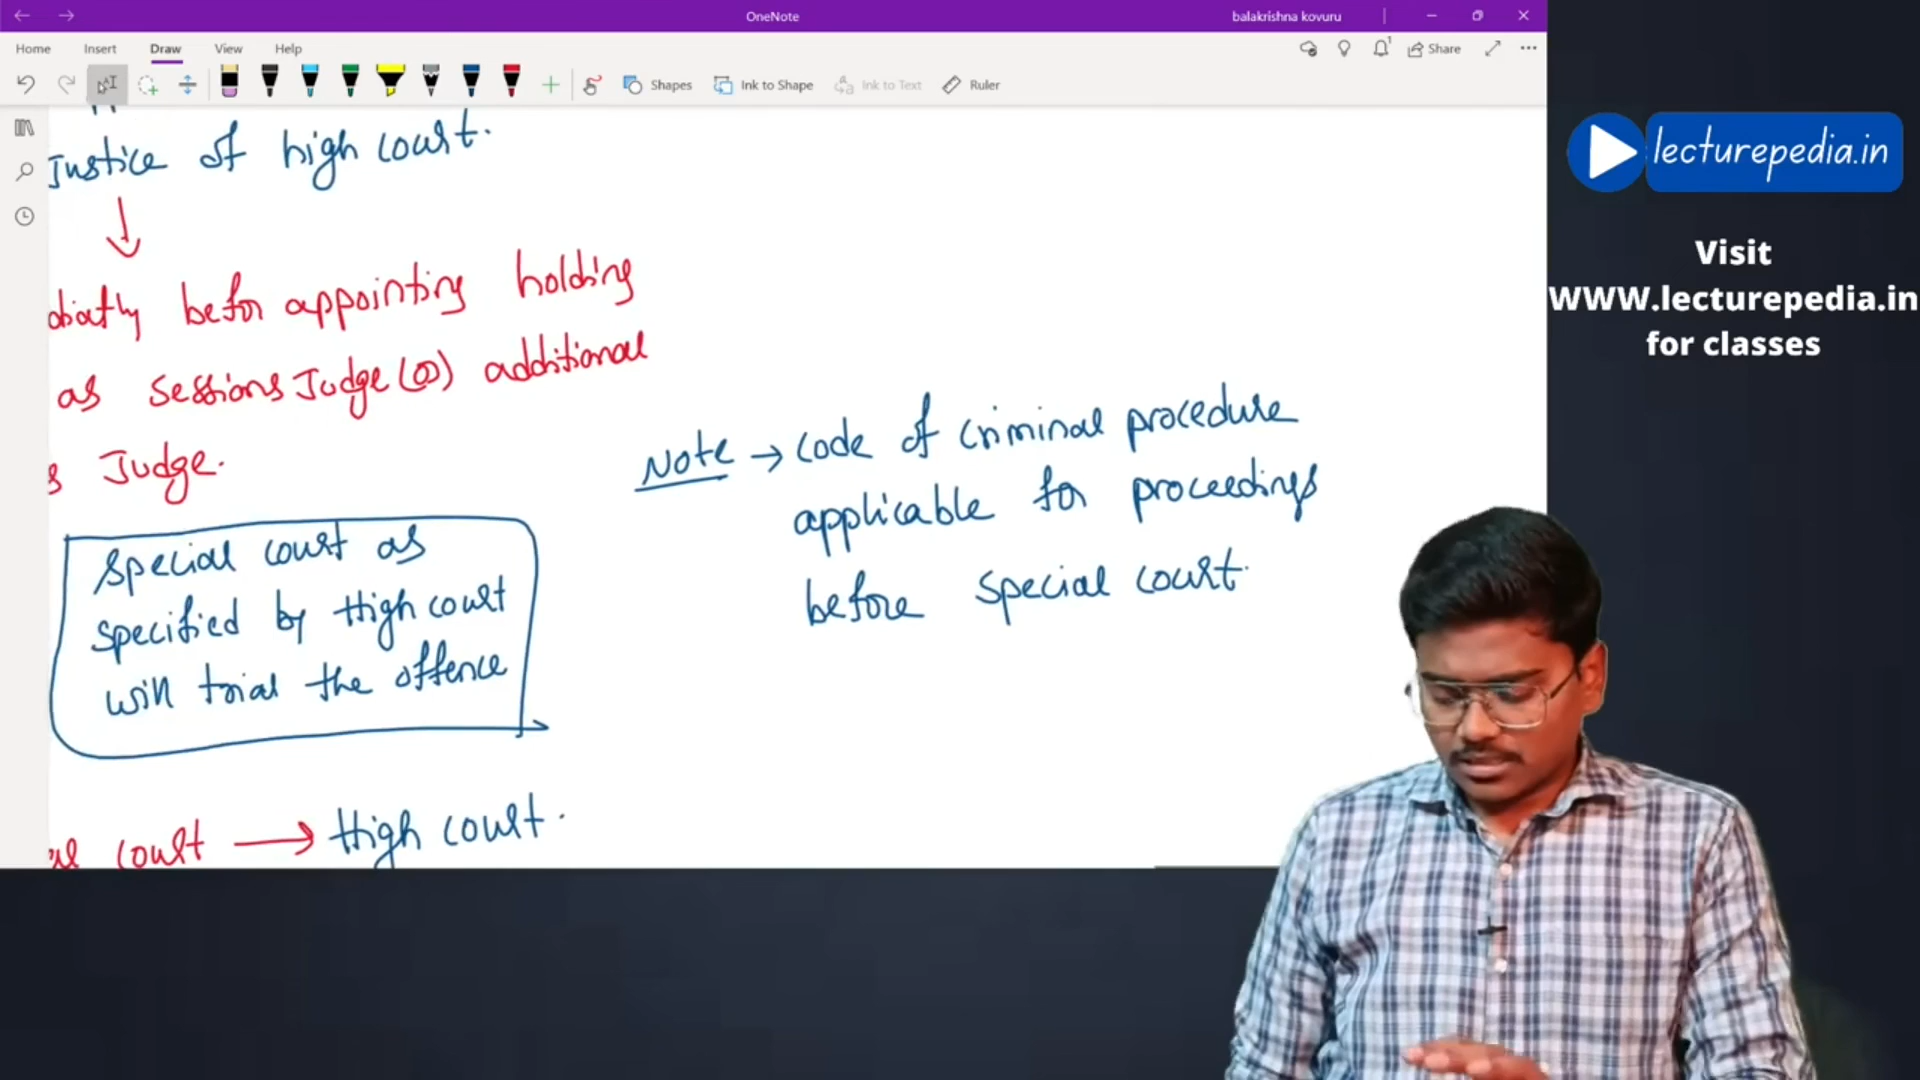 OneNote
balakrishna kovuru
Home Insert Draw View Help
Share
Shapes Ink to Shape Ink to Text Ruler
Justice of high court.
diatly befor appointing holding
as Sessions Judge (or) additional
s Judge.
Special court as
specified by High court
will trial the offence
court → High court.
Note → code of criminal procedure
applicable for proceedings
before special court.
lecturepedia.in
Visit
WWW.lecturepedia.in
for classes